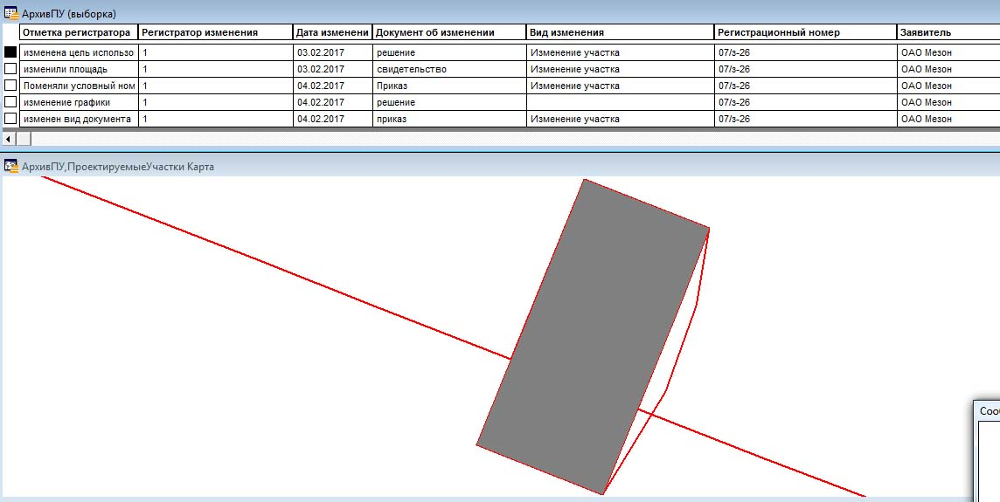 АрхивПУ (выборка)
Отметка регистратора Регистратор изменения Дата изменени Документ об изменении Вид изменения Регистрационный номер Заявитель
изменена цель использо 1 03.02.2017 решение Изменение участка 07/з-26 ОАО Мезон
изменили площадь 1 03.02.2017 свидетельство Изменение участка 07/з-26 ОАО Мезон
Поменяли условный ном 1 04.02.2017 Приказ Изменение участка 07/з-26 ОАО Мезон
изменение графики 1 04.02.2017 решение 07/з-26 ОАО Мезон
изменен вид документа 1 04.02.2017 приказ Изменение участка 07/з-26 ОАО Мезон
АрхивПУ,ПроектируемыеУчастки Карта
Сооб